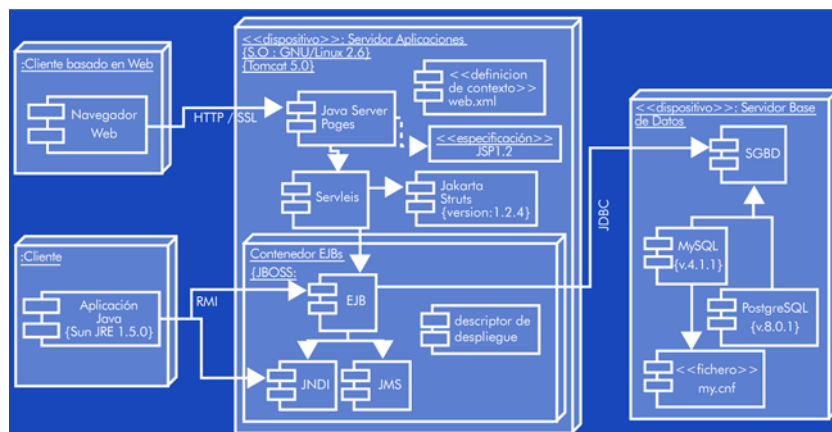 :Cliente basado en Web
Navegador
Web
HTTP / SSL
<<dispositivo>>: Servidor Aplicaciones
{S.O : GNU/Linux 2.6}
{Tomcat 5.0}
Java Server
Pages
<<definicion
de contexto>>
web.xml
<<especificación>>
JSP1.2
Servleis
Jakarta
Struts
{version:1.2.4}
Contenedor EJBs
{JBOSS:
EJB
descriptor de
despliegue
JNDI
JMS
:Cliente
Aplicación
Java
{Sun JRE 1.5.0}
RMI
JDBC
<<dispositivo>>: Servidor Base
de Datos
SGBD
MySQL
{v.4.1.1}
PostgreSQL
{v.8.0.1}
<<fichero>>
my.cnf